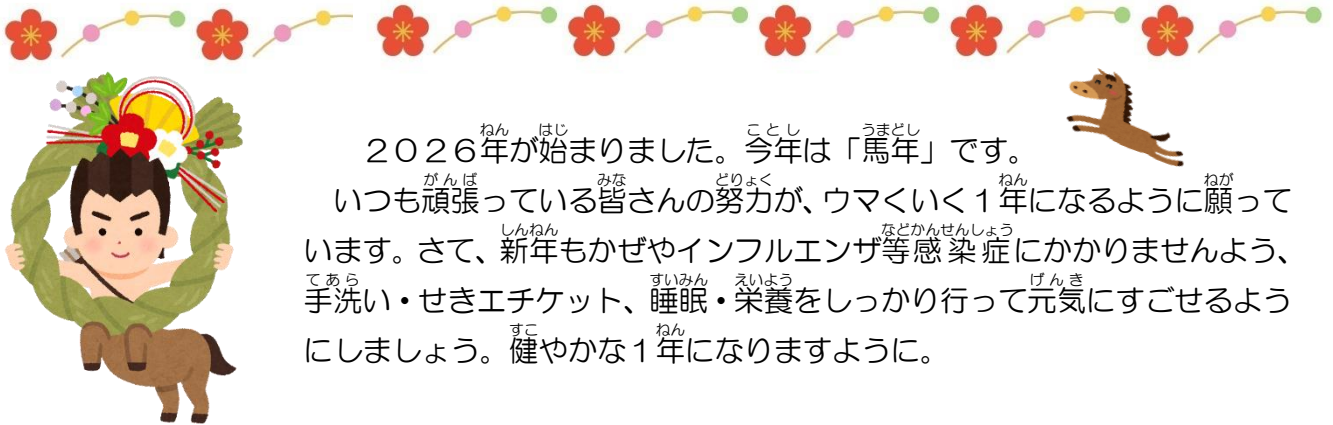 ２０２６年が始まりました。今年は「馬年」です。
いつも頑張っている皆さんの努力が、ウマくいく１年になるように願って
います。さて、新年もかぜやインフルエンザ等感染症にかかりませんよう、
手洗い・せきエチケット、睡眠・栄養をしっかり行って元気にすごせるよう
にしましょう。健やかな１年になりますように。